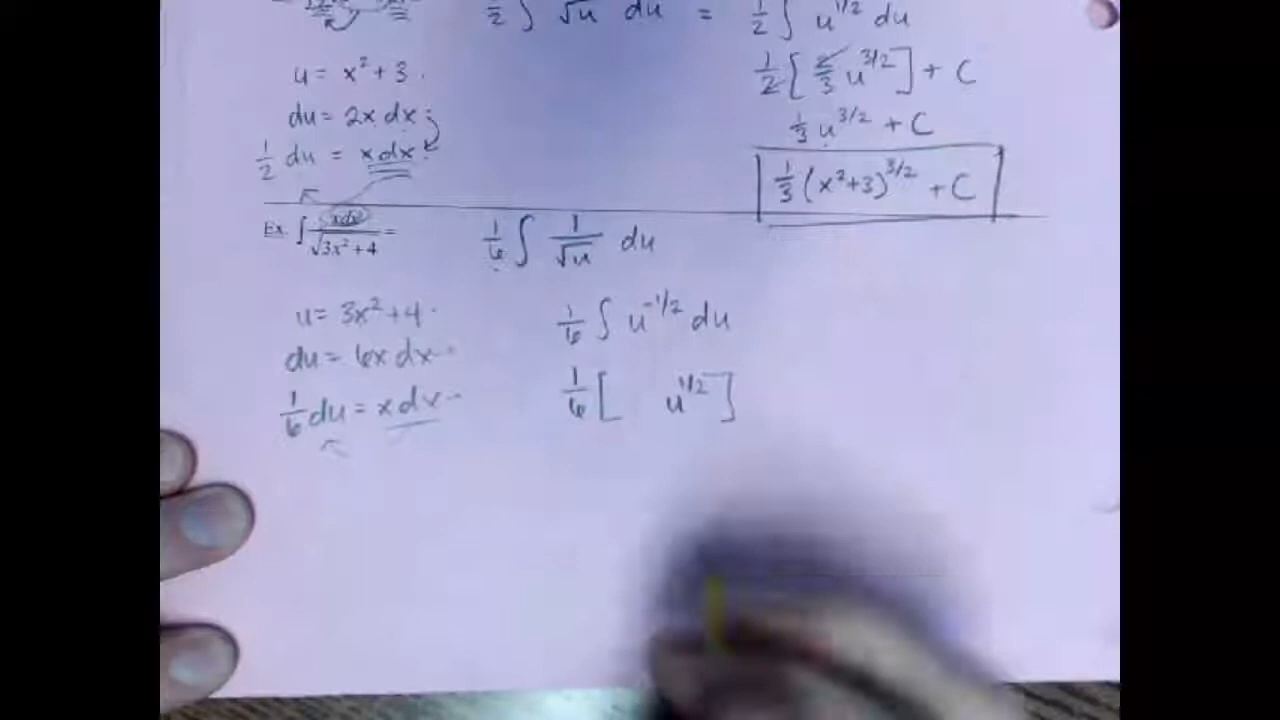 1/2 ∫ √u du = 1/2 ∫ u^1/2 du
u = x² + 3
du = 2x dx
1/2 du = x dx
1/2 [ 2/3 u^3/2 ] + C
1/3 u^3/2 + C
1/3 (x²+3)^3/2 + C
Ex. ∫ xdx / √3x² + 4 =
1/6 ∫ 1/√u du
u = 3x² + 4
du = 6x dx
1/6 du = x dx
1/6 ∫ u^-1/2 du
1/6 [ u^1/2 ]